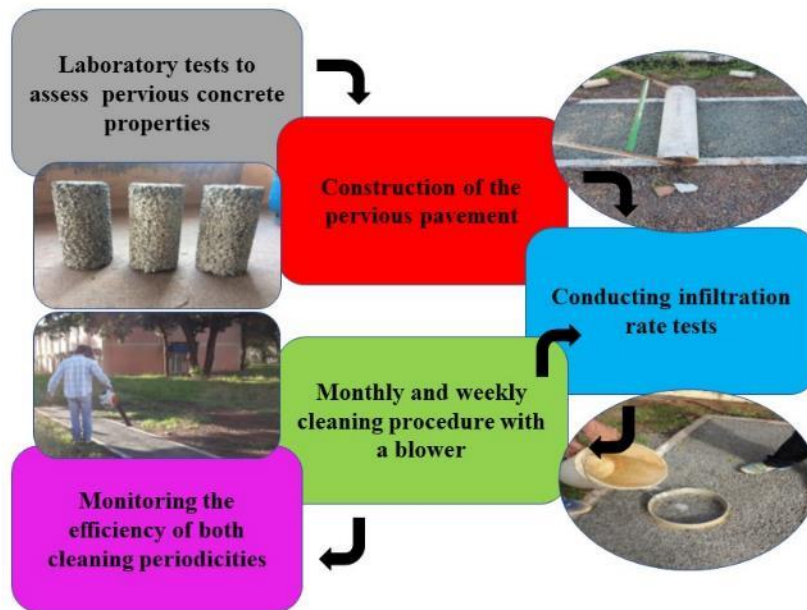 Laboratory tests to
assess pervious concrete
properties
Construction of the
pervious pavement
Conducting infiltration
rate tests
Monthly and weekly
cleaning procedure with
a blower
Monitoring the
efficiency of both
cleaning periodicities